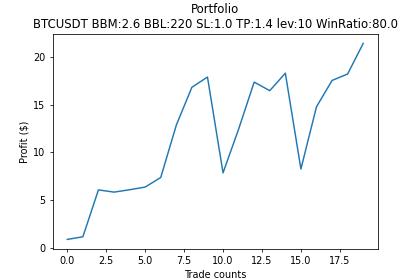 Portfolio
BTCUSDT BBM:2.6 BBL:220 SL:1.0 TP:1.4 lev:10 WinRatio:80.0
20
15
10
5
0
Profit ($)
0.0 2.5 5.0 7.5 10.0 12.5 15.0 17.5
Trade counts